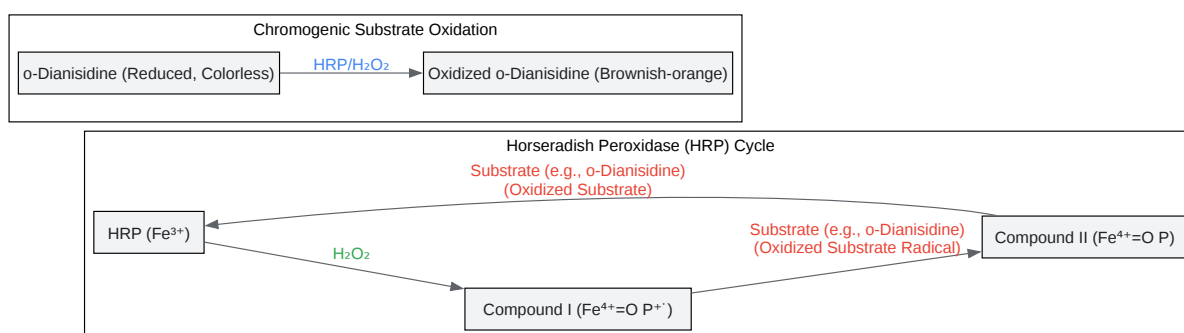 Chromogenic Substrate Oxidation
o-Dianisidine (Reduced, Colorless)
HRP/H₂O₂
Oxidized o-Dianisidine (Brownish-orange)
Horseradish Peroxidase (HRP) Cycle
Substrate (e.g., o-Dianisidine)
(Oxidized Substrate)
HRP (Fe³⁺)
H₂O₂
Substrate (e.g., o-Dianisidine)
(Oxidized Substrate Radical)
Compound II (Fe⁴⁺=O P)
Compound I (Fe⁴⁺=O P⁺˙)